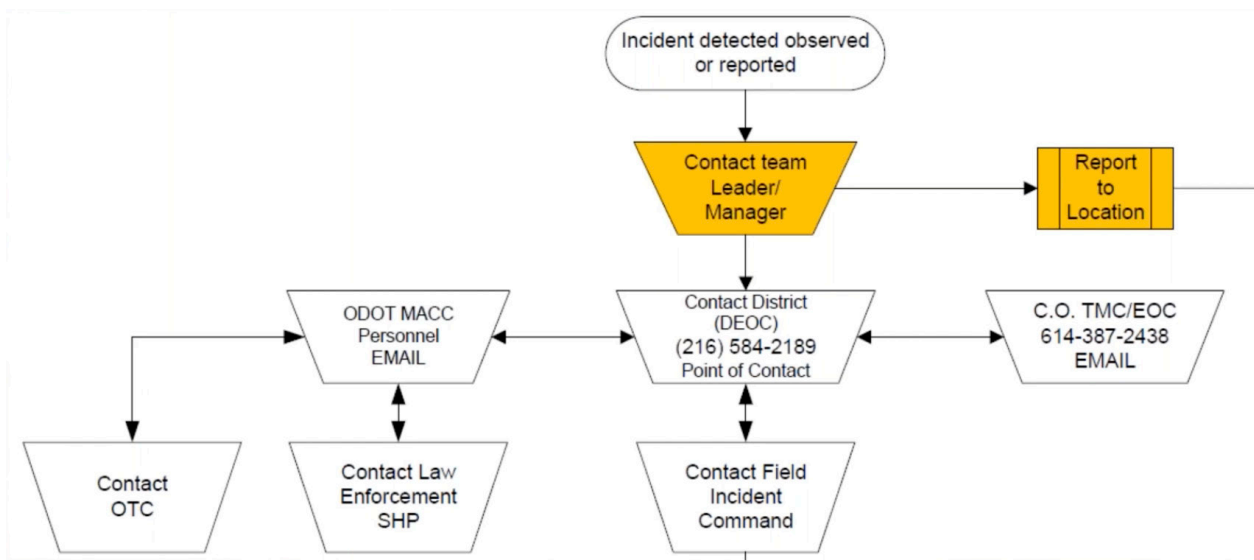 Incident detected observed
or reported
Contact team
Leader/
Manager
Report
to
Location
ODOT MACC
Personnel
EMAIL
Contact District
(DEOC)
(216) 584-2189
Point of Contact
C.O. TMC/EOC
614-387-2438
EMAIL
Contact
OTC
Contact Law
Enforcement
SHP
Contact Field
Incident
Command